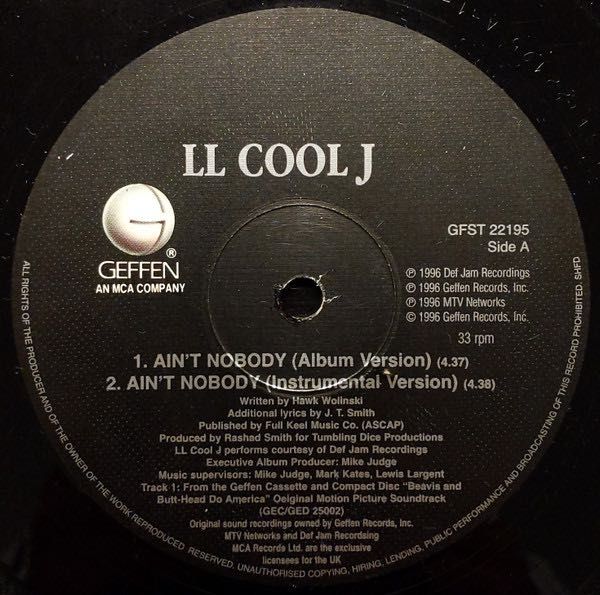 LL COOL J
G
®
GEFFEN
AN MCA COMPANY
GFST 22195
Side A
℗ 1996 Def Jam Recordings
℗ 1996 Geffen Records, Inc.
℗ 1996 MTV Networks
© 1996 Geffen Records, Inc.
33 rpm
1. AIN'T NOBODY (Album Version) (4.37)
2. AIN'T NOBODY (Instrumental Version) (4.38)
Written by Hawk Wolinski
Additional lyrics by J. T. Smith
Published by Full Keel Music Co. (ASCAP)
Produced by Rashad Smith for Tumbling Dice Productions
LL Cool J performs courtesy of Def Jam Recordings
Executive Album Producer: Mike Judge
Music supervisors: Mike Judge, Mark Kates, Lewis Largent
Track 1: From the Geffen Cassette and Compact Disc "Beavis and
Butt-Head Do America" Oeiginal Motion Picture Soundtrack
(GEC/GED 25002)
Original sound recordings owned by Geffen Records, Inc.
MTV Networks and Def Jam Recordsing
MCA Records Ltd. are the exclusive
licensees for the UK
ALL RIGHTS OF THE PRODUCER AND OF THE OWNER OF THE WORK REPRODUCED RESERVED. UNAUTHORISED COPYING, HIRING, LENDING, PUBLIC PERFORMANCE AND BROADCASTING OF THIS RECORD PROHIBITED. SHFD